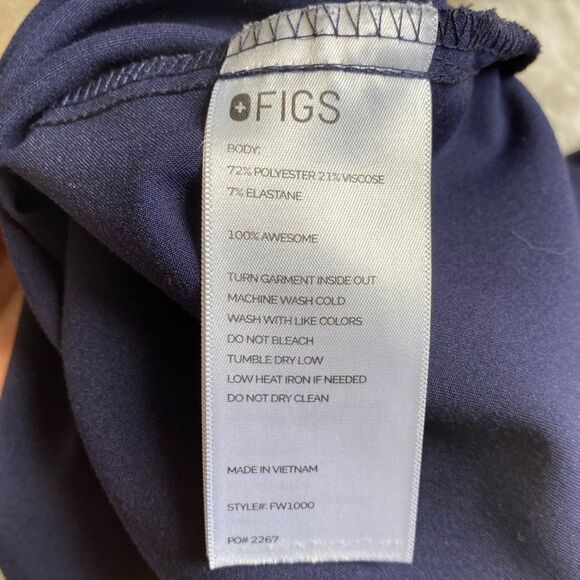 FIGS
BODY:
72% POLYESTER 21% VISCOSE
7% ELASTANE
100% AWESOME
TURN GARMENT INSIDE OUT
MACHINE WASH COLD
WASH WITH LIKE COLORS
DO NOT BLEACH
TUMBLE DRY LOW
LOW HEAT IRON IF NEEDED
DO NOT DRY CLEAN
MADE IN VIETNAM
STYLE#: FW1000
PO# 2267